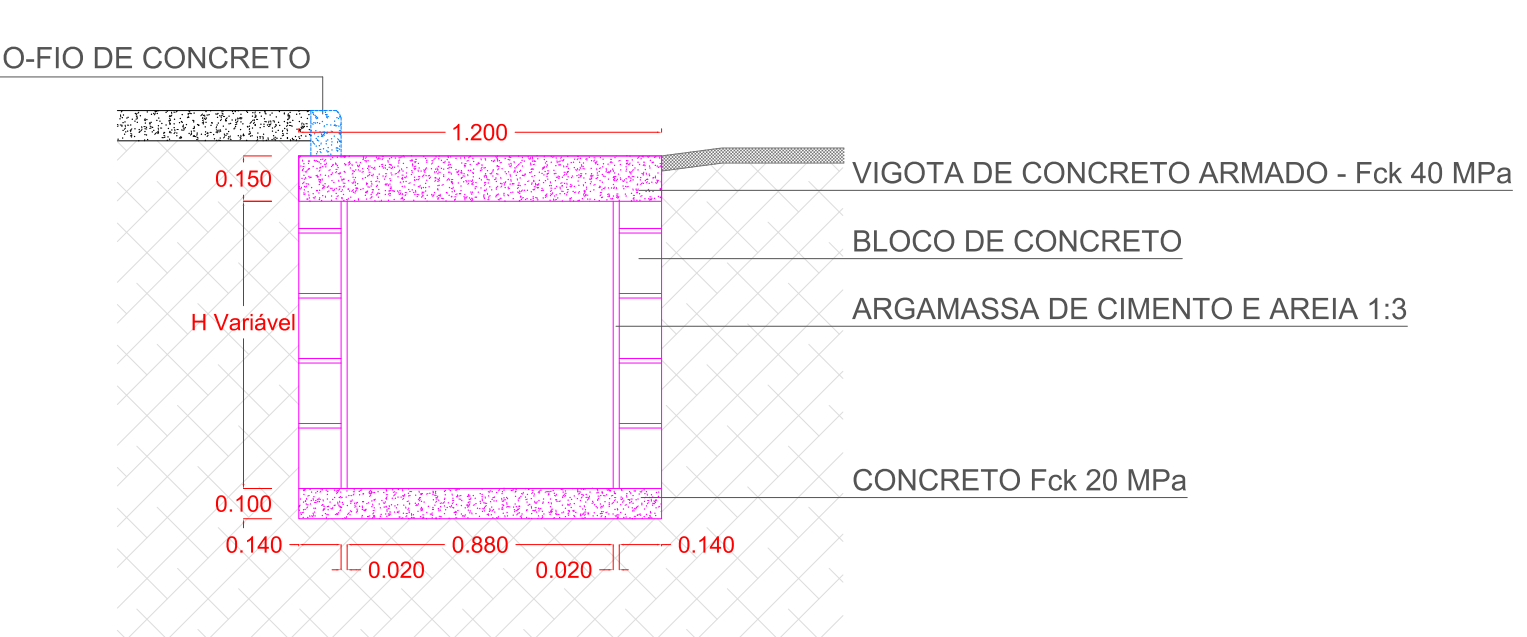 O-FIO DE CONCRETO
1.200
0.150
VIGOTA DE CONCRETO ARMADO - Fck 40 MPa
BLOCO DE CONCRETO
ARGAMASSA DE CIMENTO E AREIA 1:3
H Variável
CONCRETO Fck 20 MPa
0.100
0.140
0.880
0.140
0.020
0.020